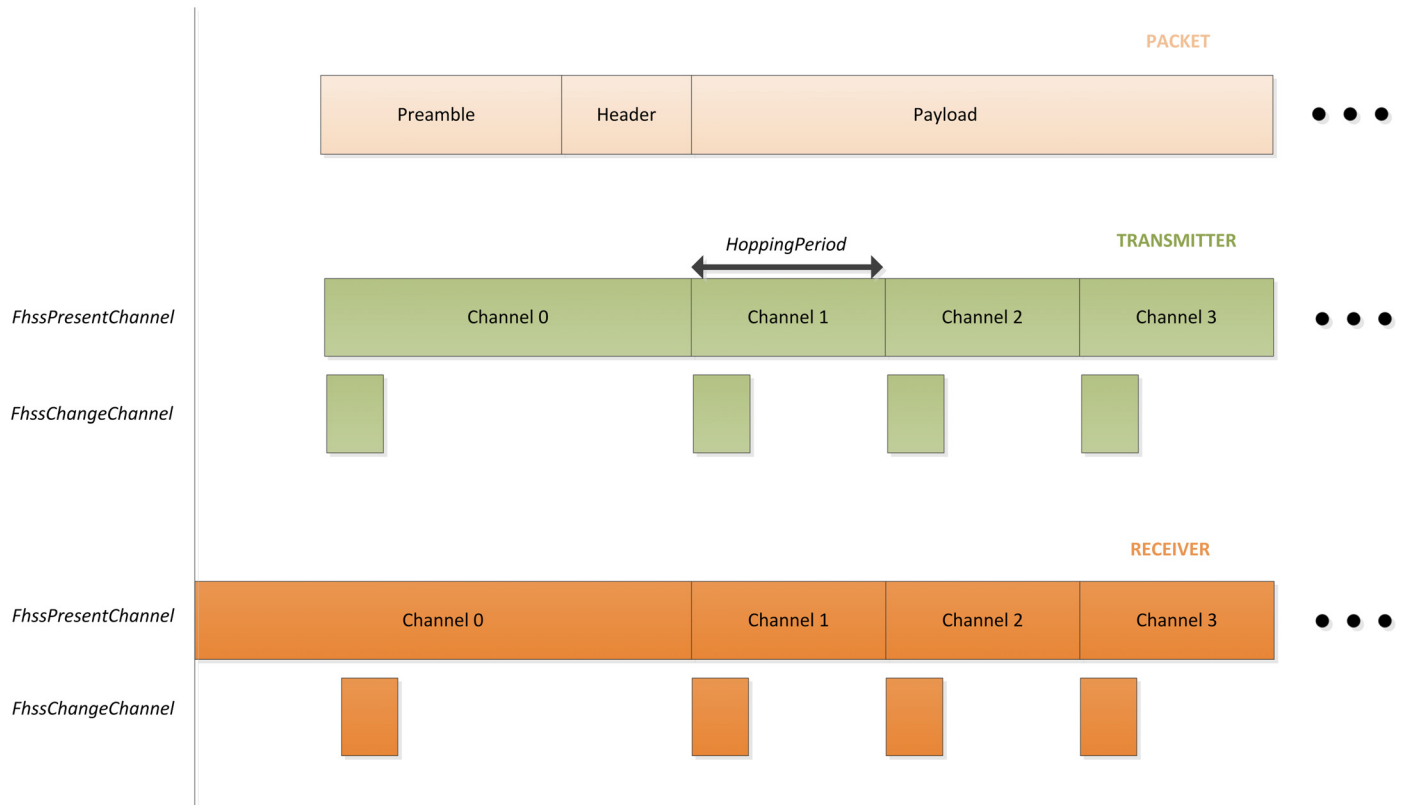 PACKET
Preamble Header Payload
HoppingPeriod TRANSMITTER
FhssPresentChannel Channel 0 Channel 1 Channel 2 Channel 3
FhssChangeChannel
RECEIVER
FhssPresentChannel Channel 0 Channel 1 Channel 2 Channel 3
FhssChangeChannel